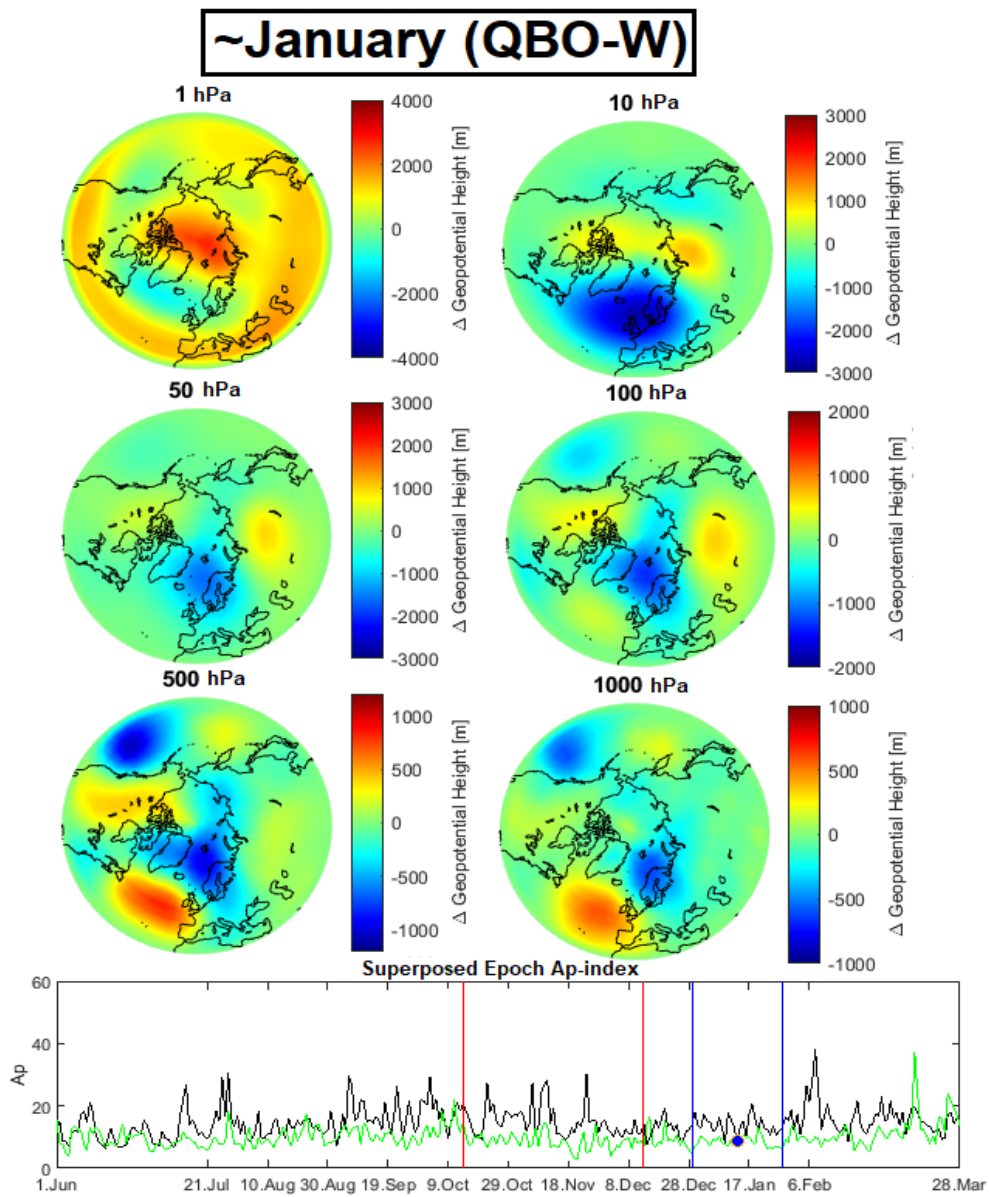 ~January (QBO-W)
1 hPa
10 hPa
4000
2000
0
-2000
-4000
Δ Geopotential Height [m]
3000
2000
1000
0
-1000
-2000
-3000
Δ Geopotential Height [m]
50 hPa
100 hPa
3000
2000
1000
0
-1000
-2000
-3000
Δ Geopotential Height [m]
2000
1000
0
-1000
-2000
Δ Geopotential Height [m]
500 hPa
1000 hPa
1000
500
0
-500
-1000
Δ Geopotential Height [m]
1000
500
0
-500
-1000
Δ Geopotential Height [m]
Superposed Epoch Ap-index
60
40
20
0
Ap
1.Jun 21.Jul 10.Aug 30.Aug 19.Sep 9.Oct 29.Oct 18.Nov 8.Dec 28.Dec 17.Jan 6.Feb 28.Mar